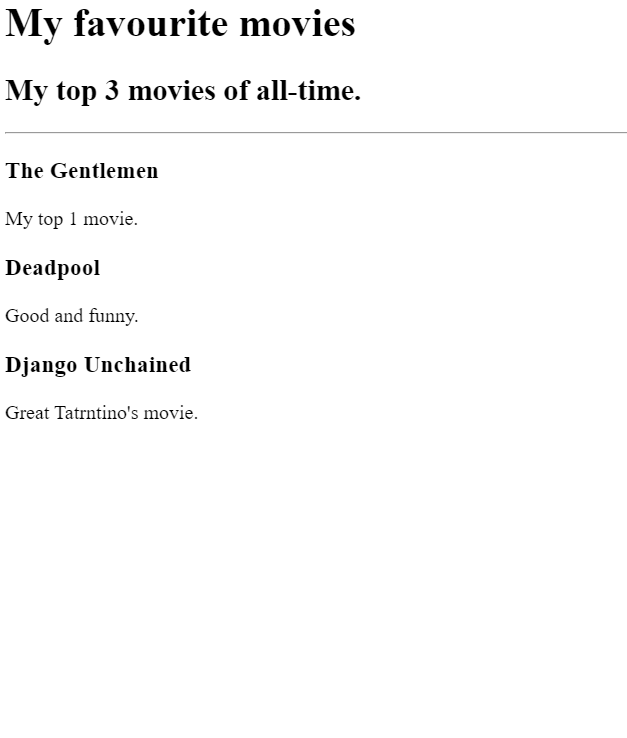 My favourite movies
My top 3 movies of all-time.
The Gentlemen
My top 1 movie.
Deadpool
Good and funny.
Django Unchained
Great Tatrntino's movie.